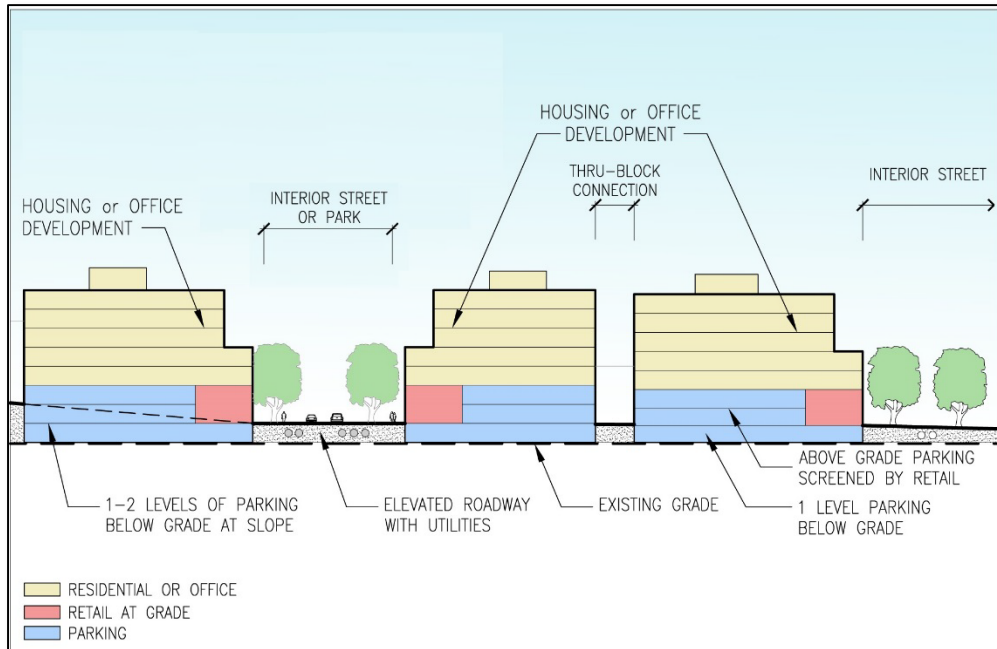 HOUSING or OFFICE
DEVELOPMENT
THRU-BLOCK
CONNECTION
INTERIOR STREET
INTERIOR STREET
OR PARK
HOUSING or OFFICE
DEVELOPMENT
1-2 LEVELS OF PARKING
BELOW GRADE AT SLOPE
ELEVATED ROADWAY
WITH UTILITIES
EXISTING GRADE
ABOVE GRADE PARKING
SCREENED BY RETAIL
1 LEVEL PARKING
BELOW GRADE
RESIDENTIAL OR OFFICE
RETAIL AT GRADE
PARKING